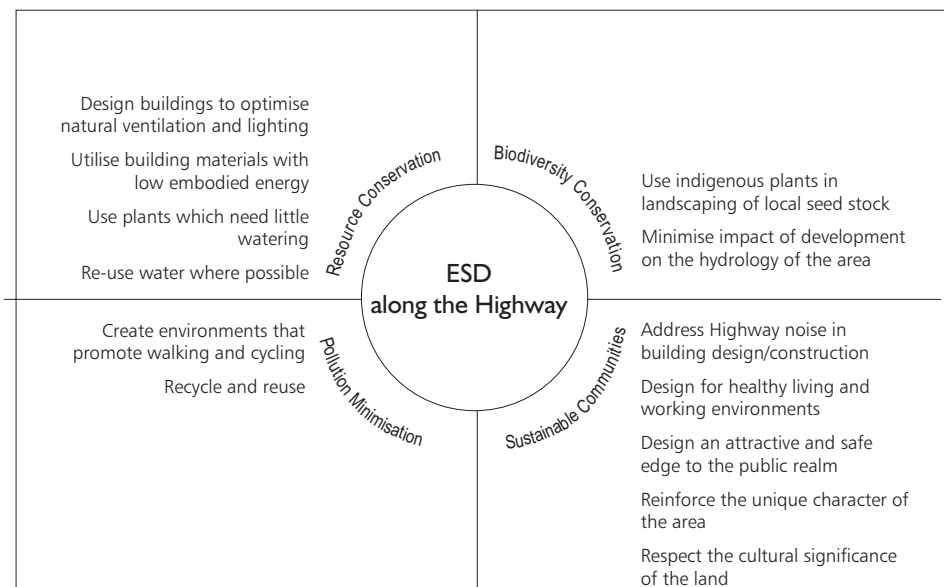 Design buildings to optimise
natural ventilation and lighting
Utilise building materials with
low embodied energy
Use plants which need little
watering
Re-use water where possible
Resource Conservation
Biodiversity Conservation
Use indigenous plants in
landscaping of local seed stock
Minimise impact of development
on the hydrology of the area
ESD
along the Highway
Create environments that
promote walking and cycling
Recycle and reuse
Pollution Minimisation
Sustainable Communities
Address Highway noise in
building design/construction
Design for healthy living and
working environments
Design an attractive and safe
edge to the public realm
Reinforce the unique character of
the area
Respect the cultural significance
of the land